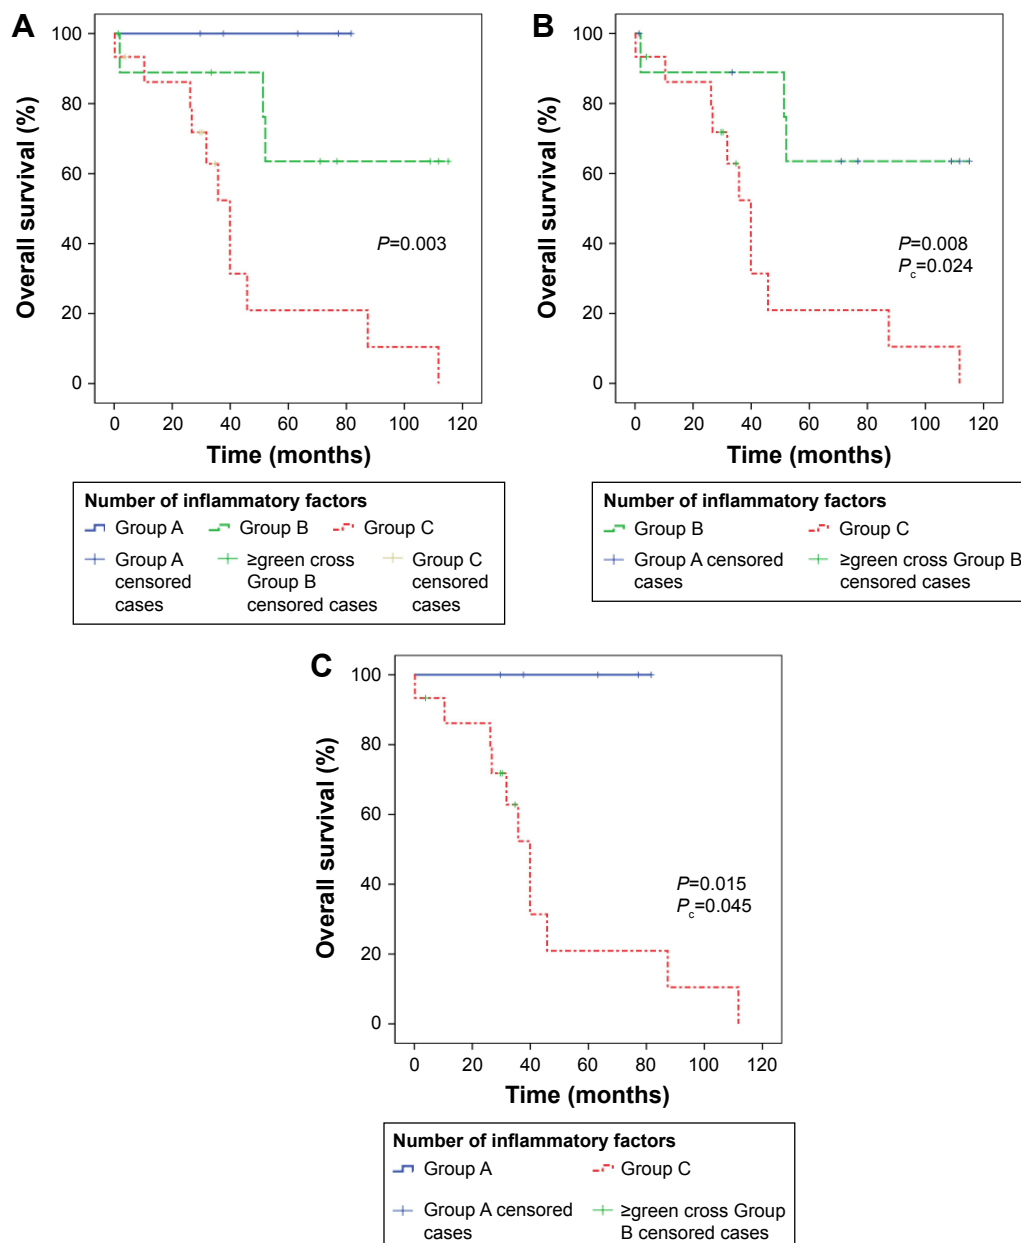 A
100
80
60
40
20
0
Overall survival (%)
P=0.003
0 20 40 60 80 100 120
Time (months)
Number of inflammatory factors
Group A Group B Group C
Group A censored cases
≥green cross Group B censored cases
Group C censored cases
B
100
80
60
40
20
0
Overall survival (%)
P=0.008
Pc=0.024
0 20 40 60 80 100 120
Time (months)
Number of inflammatory factors
Group B Group C
Group A censored cases
≥green cross Group B censored cases
C
100
80
60
40
20
0
Overall survival (%)
P=0.015
Pc=0.045
0 20 40 60 80 100 120
Time (months)
Number of inflammatory factors
Group A Group C
Group A censored cases
≥green cross Group B censored cases